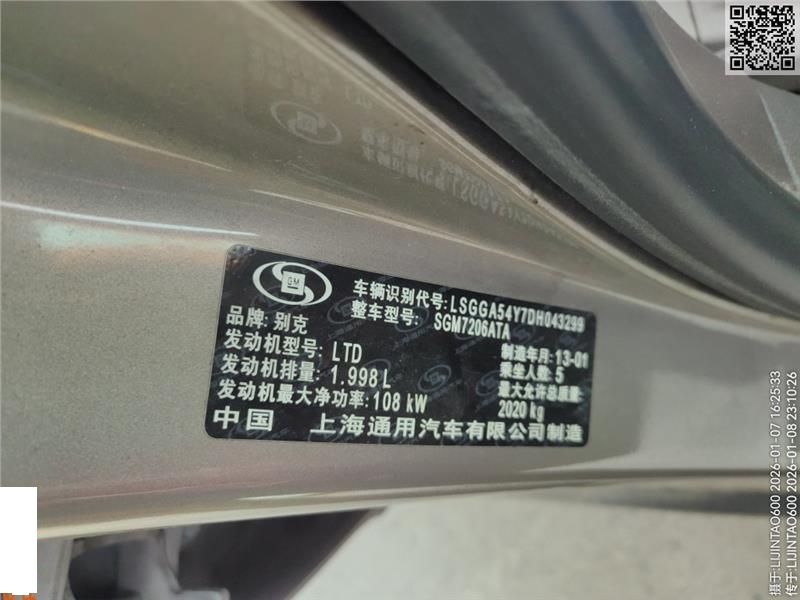 GM
车辆识别代号:LSGGA54Y7DH043299
品牌:别克
整车型号: SGM7206ATA
发动机型号: LTD
制造年月:13-01
发动机排量: 1.998L
乘坐人数: 5
发动机最大净功率: 108 kW
最大允许总质量:
2020 kg
中国 上海通用汽车有限公司制造
摄于:LUINTAO600 2026-01-07 16:25:33
传于:LUINTAO600 2026-01-08 23:10:26